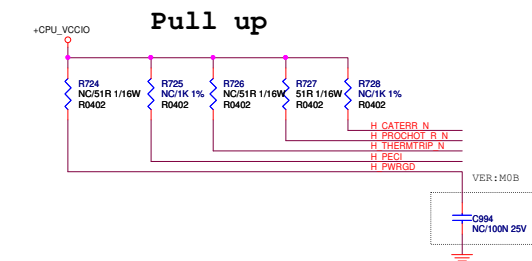 Pull up
+CPU_VCCIO
R724
NC/51R 1/16W
R0402
R725
NC/1K 1%
R0402
R726
NC/51R 1/16W
R0402
R727
51R 1/16W
R0402
R728
NC/1K 1%
R0402
H_CATERR_N
H_PROCHOT_R_N
H_THERMTRIP_N
H_PECI
H_PWRGD
VER:M0B
C994
NC/100N 25V